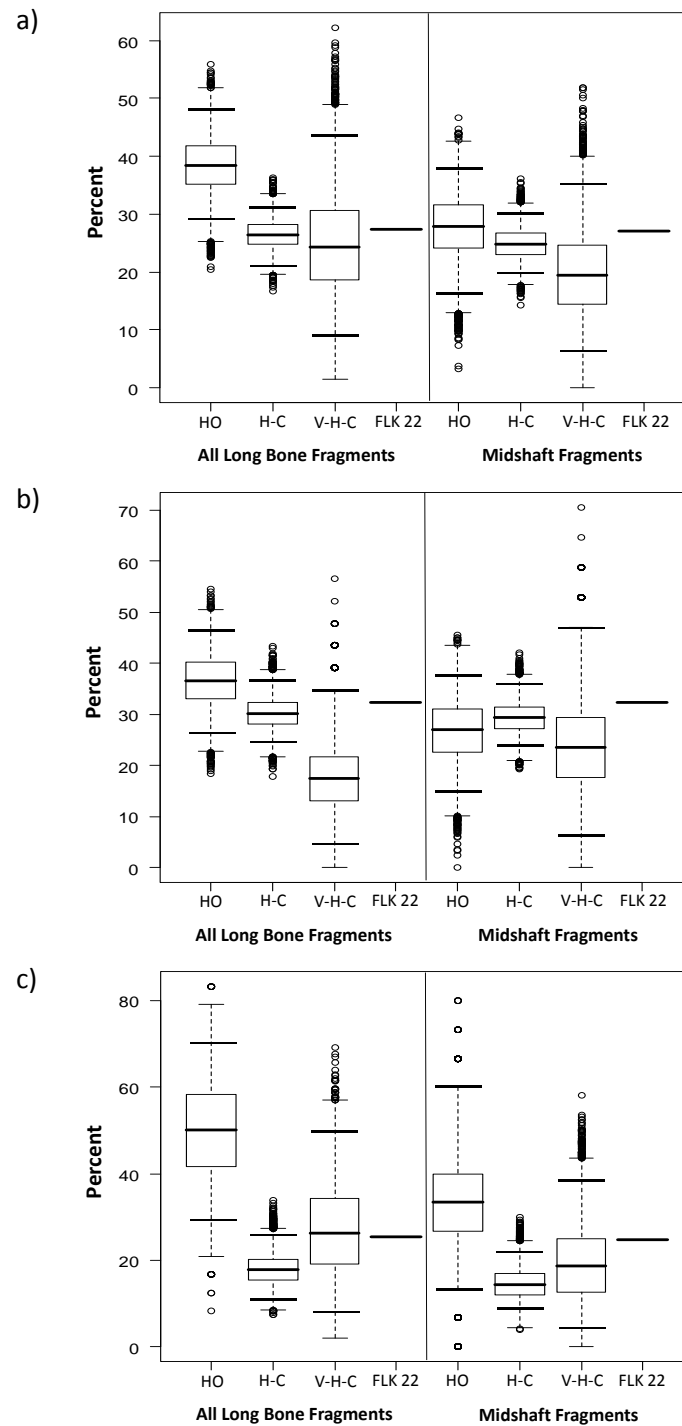 a)
Percent
60
50
40
30
20
10
0
HO H-C V-H-C FLK 22 HO H-C V-H-C FLK 22
All Long Bone Fragments Midshaft Fragments
b)
Percent
70
60
50
40
30
20
10
0
HO H-C V-H-C FLK 22 HO H-C V-H-C FLK 22
All Long Bone Fragments Midshaft Fragments
c)
Percent
80
60
40
20
0
HO H-C V-H-C FLK 22 HO H-C V-H-C FLK 22
All Long Bone Fragments Midshaft Fragments